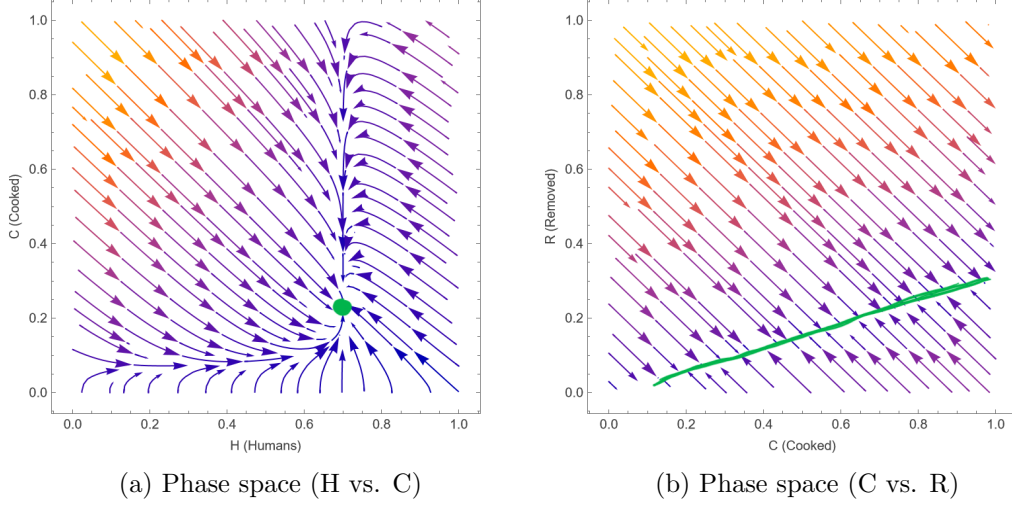 1.0
0.8
0.6
0.4
0.2
0.0
C (Cooked)
0.0 0.2 0.4 0.6 0.8 1.0
H (Humans)
(a) Phase space (H vs. C)
1.0
0.8
0.6
0.4
0.2
0.0
R (Removed)
0.0 0.2 0.4 0.6 0.8 1.0
C (Cooked)
(b) Phase space (C vs. R)